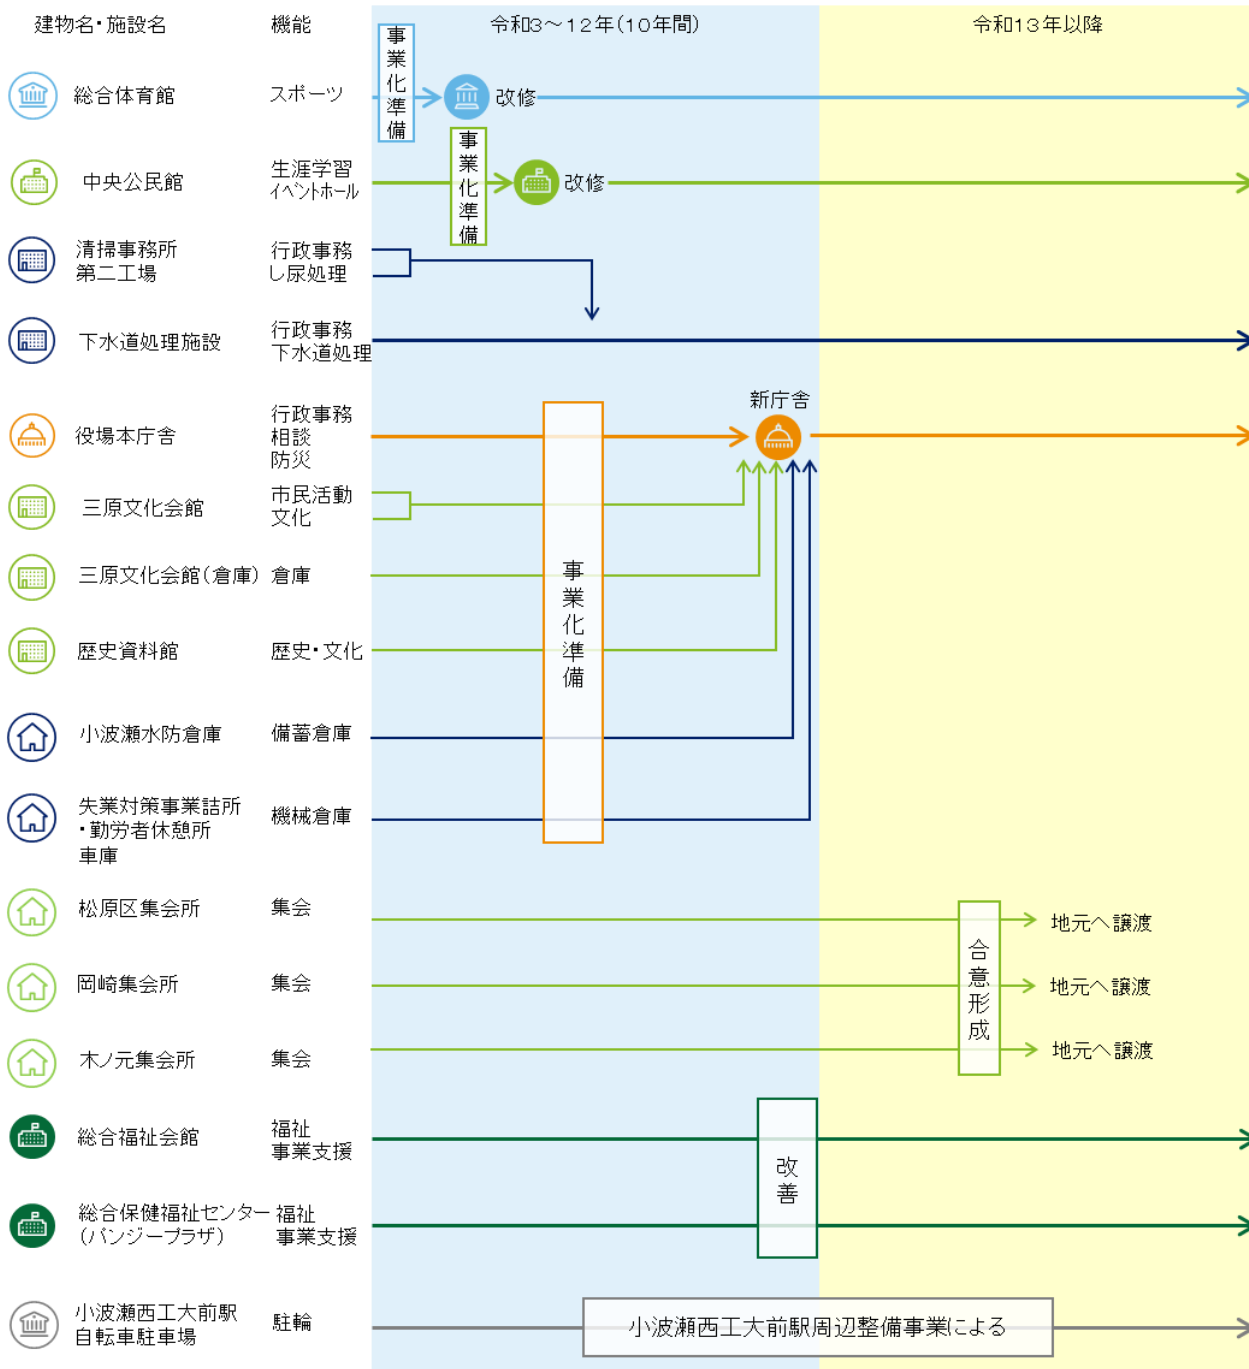 建物名・施設名
機能
令和3～12年(10年間)
令和13年以降
総合体育館
スポーツ
事業化準備
改修
中央公民館
生涯学習
イベントホール
事業化準備
改修
清掃事務所
第二工場
行政事務
し尿処理
下水道処理施設
行政事務
下水道処理
役場本庁舎
行政事務
相談
防災
新庁舎
三原文化会館
市民活動
文化
三原文化会館(倉庫)
倉庫
事業化準備
歴史資料館
歴史・文化
小波瀬水防倉庫
備蓄倉庫
失業対策事業詰所
・勤労者休憩所
車庫
機械倉庫
松原区集会所
集会
地元へ譲渡
合意形成
岡崎集会所
集会
地元へ譲渡
木ノ元集会所
集会
地元へ譲渡
総合福祉会館
福祉
事業支援
改善
総合保健福祉センター
(パンジープラザ)
福祉
事業支援
小波瀬西工大前駅
自転車駐車場
駐輪
小波瀬西工大前駅周辺整備事業による